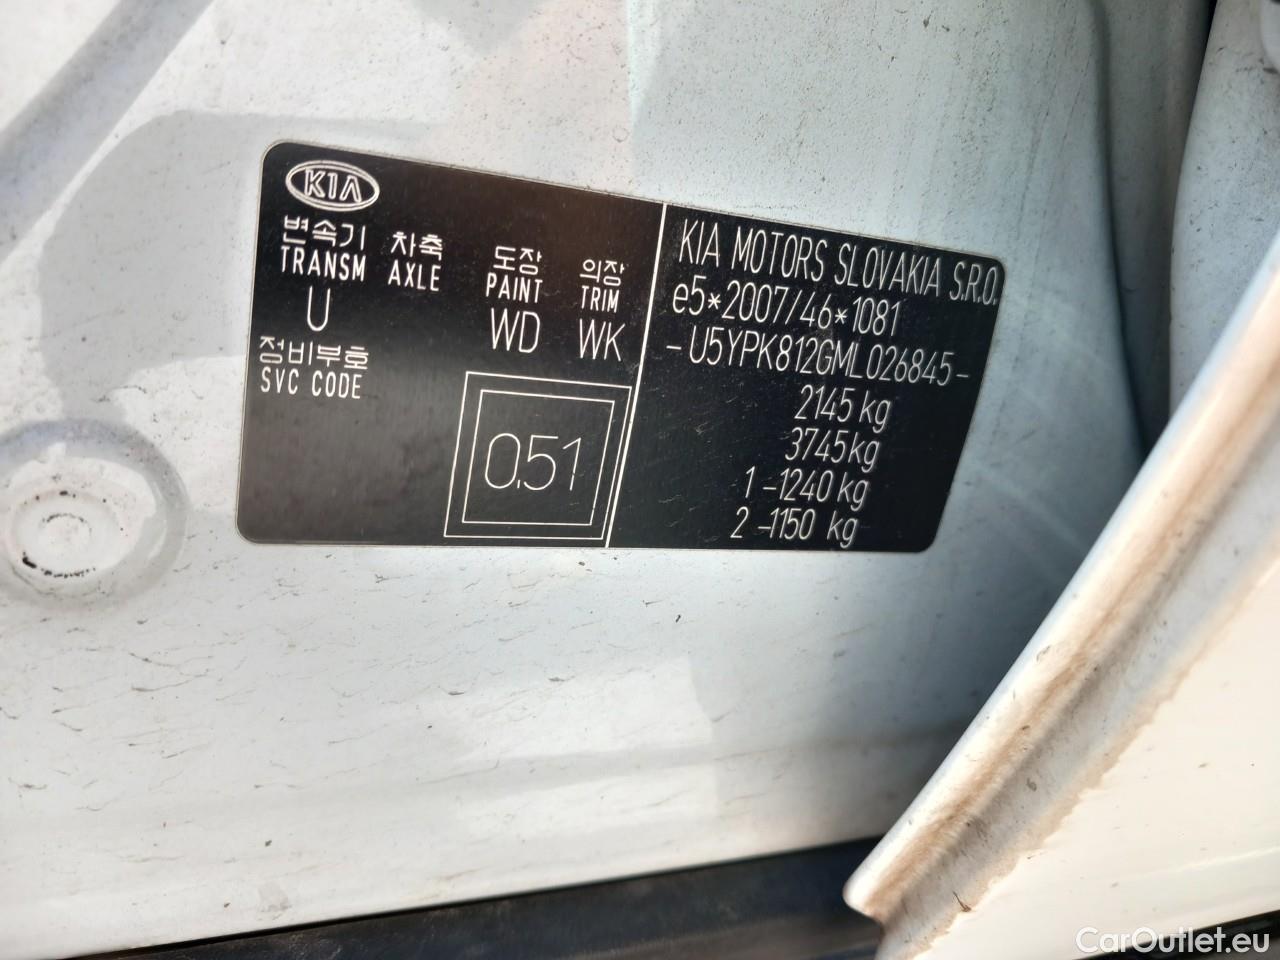 KIA
변속기 차축 도장 의장
TRANSM AXLE PAINT TRIM
U WD WK
정비부호
SVC CODE
0.51
KIA MOTORS SLOVAKIA S.R.O.
e5*2007/46*1081
-U5YPK812GML026845-
2145 kg
3745 kg
1 -1240 kg
2 -1150 kg
CarOutlet.eu